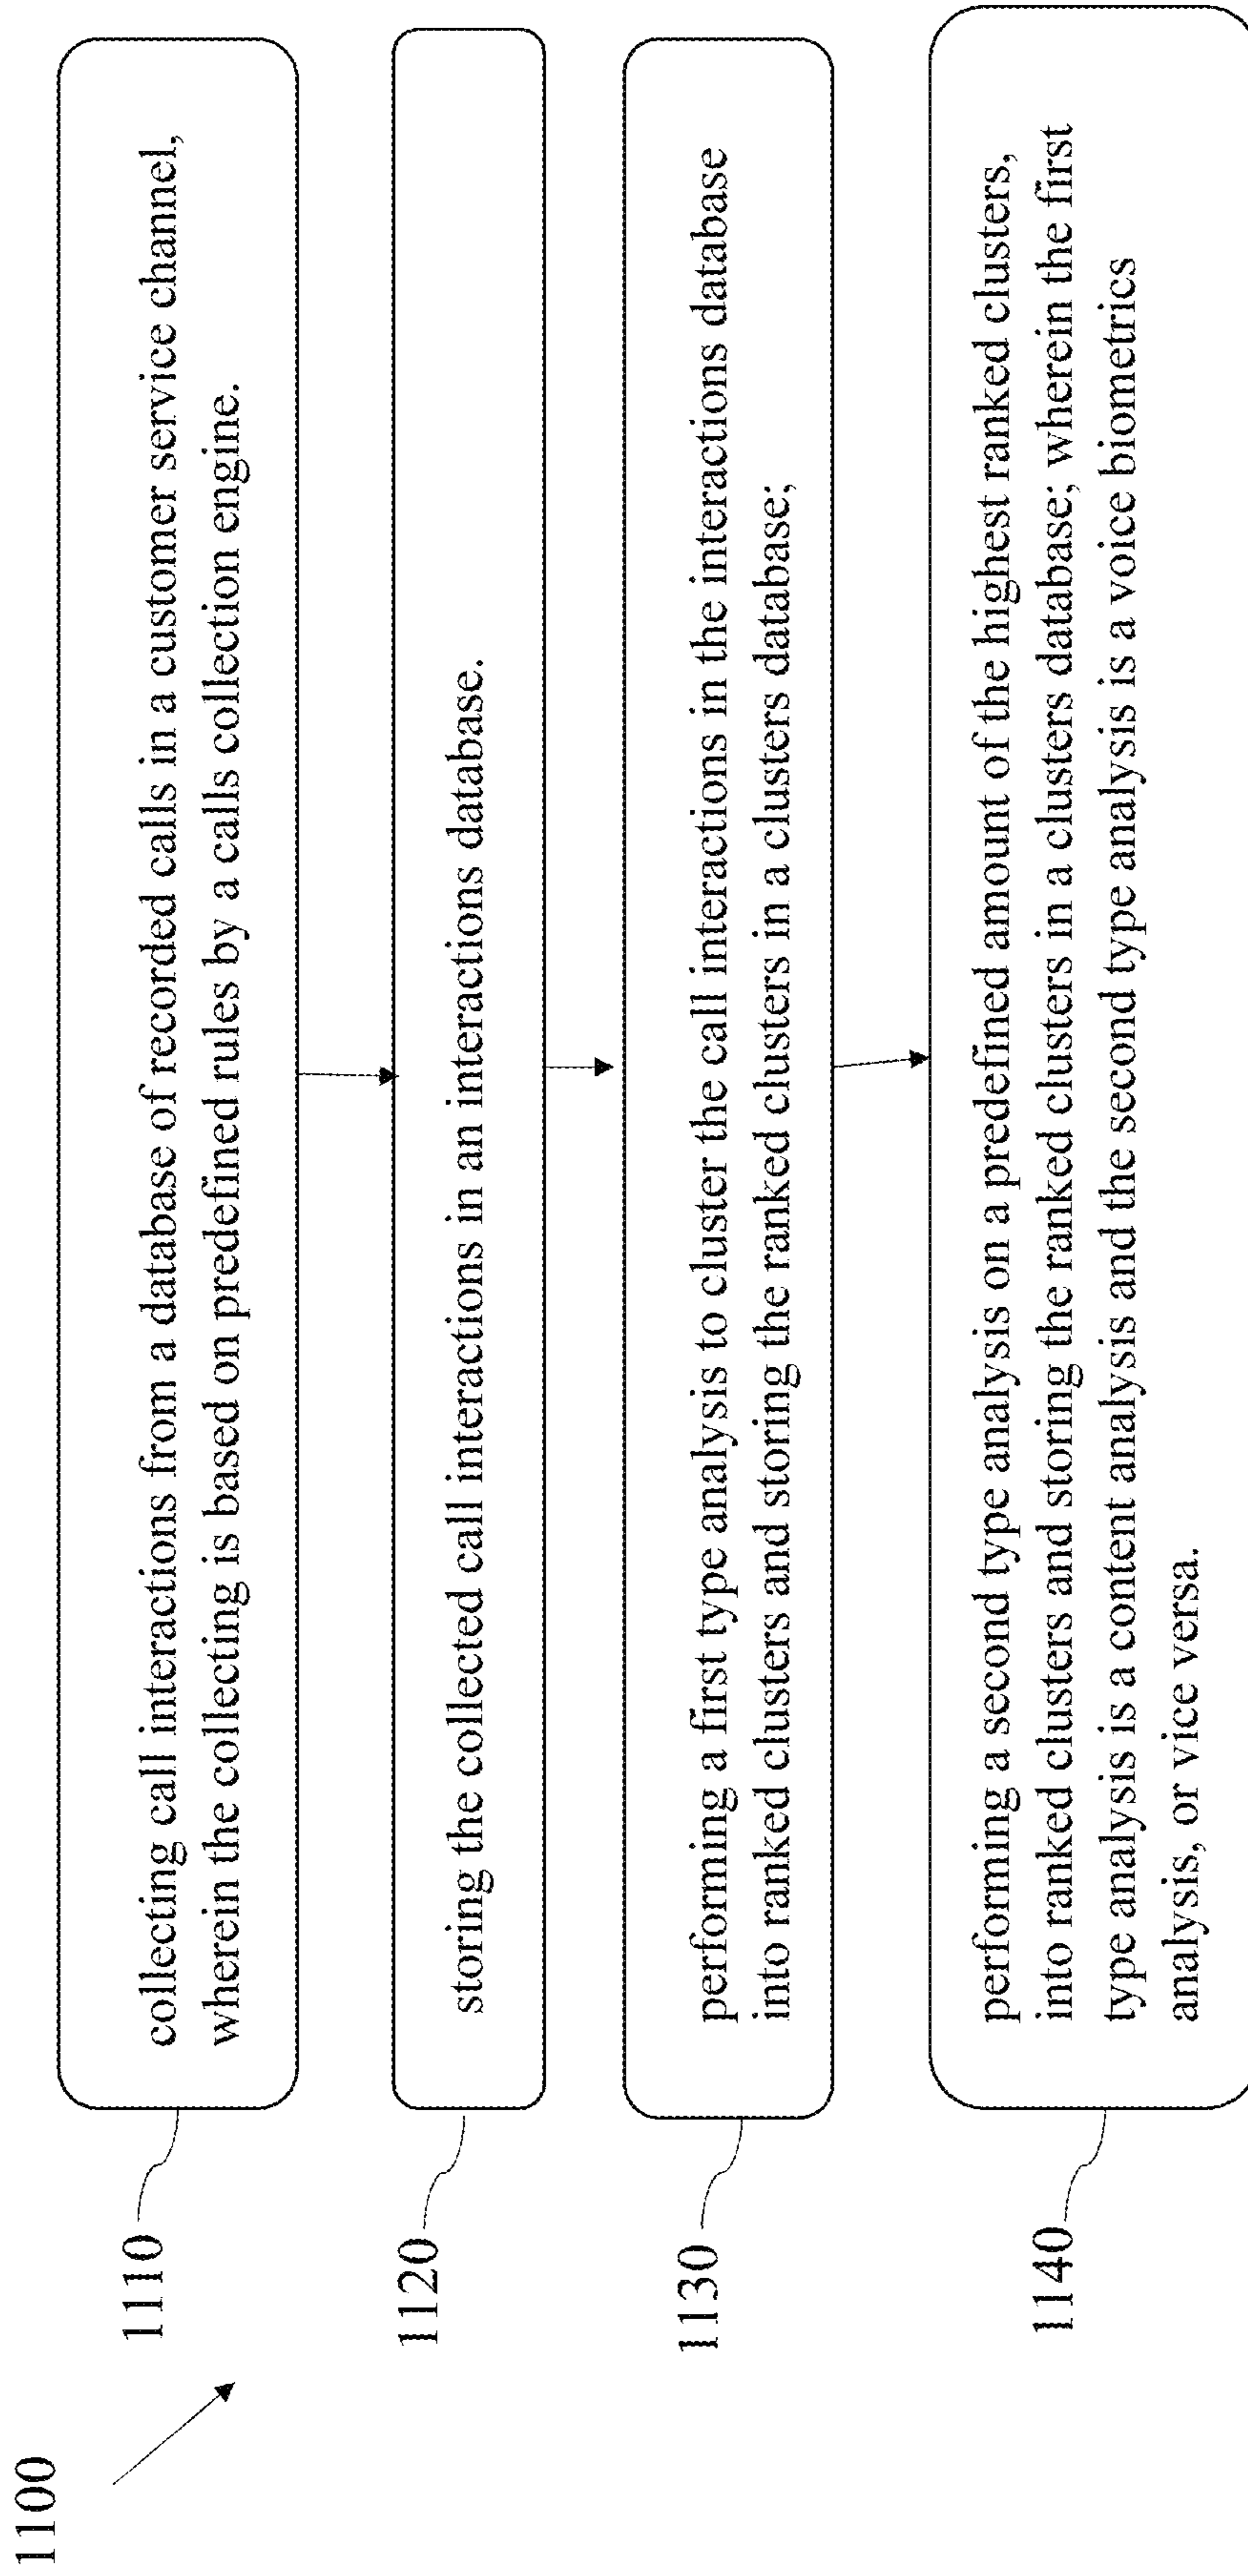 1100
1110
collecting call interactions from a database of recorded calls in a customer service channel,
wherein the collecting is based on predefined rules by a calls collection engine.
1120
storing the collected call interactions in an interactions database.
1130
performing a first type analysis to cluster the call interactions in the interactions database
into ranked clusters and storing the ranked clusters in a clusters database;
1140
performing a second type analysis on a predefined amount of the highest ranked clusters,
into ranked clusters and storing the ranked clusters in a clusters database; wherein the first
type analysis is a content analysis and the second type analysis is a voice biometrics
analysis, or vice versa.